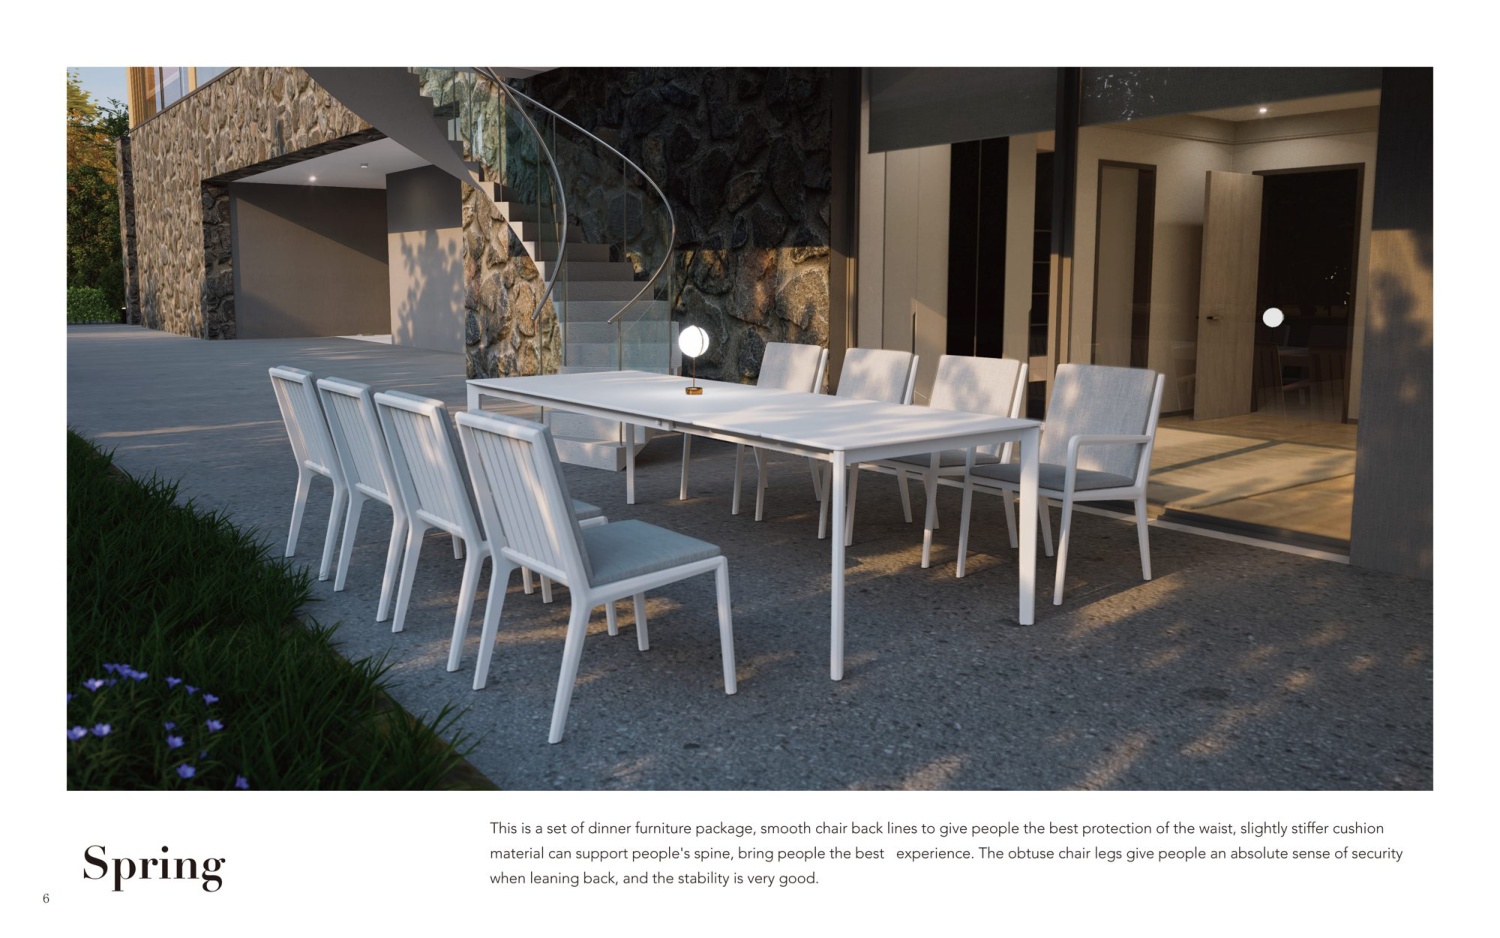 Spring
This is a set of dinner furniture package, smooth chair back lines to give people the best protection of the waist, slightly stiffer cushion
material can support people's spine, bring people the best   experience. The obtuse chair legs give people an absolute sense of security
when leaning back, and the stability is very good.
6